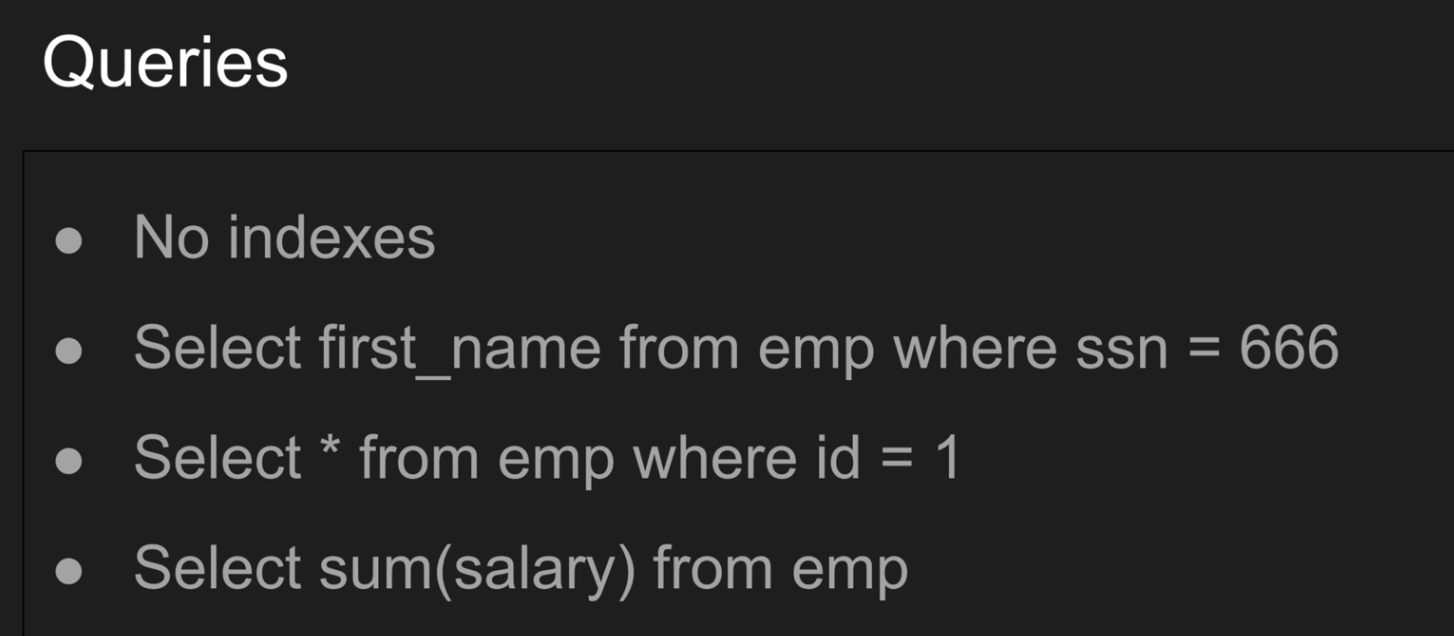 Queries
● No indexes
● Select first_name from emp where ssn = 666
● Select * from emp where id = 1
● Select sum(salary) from emp